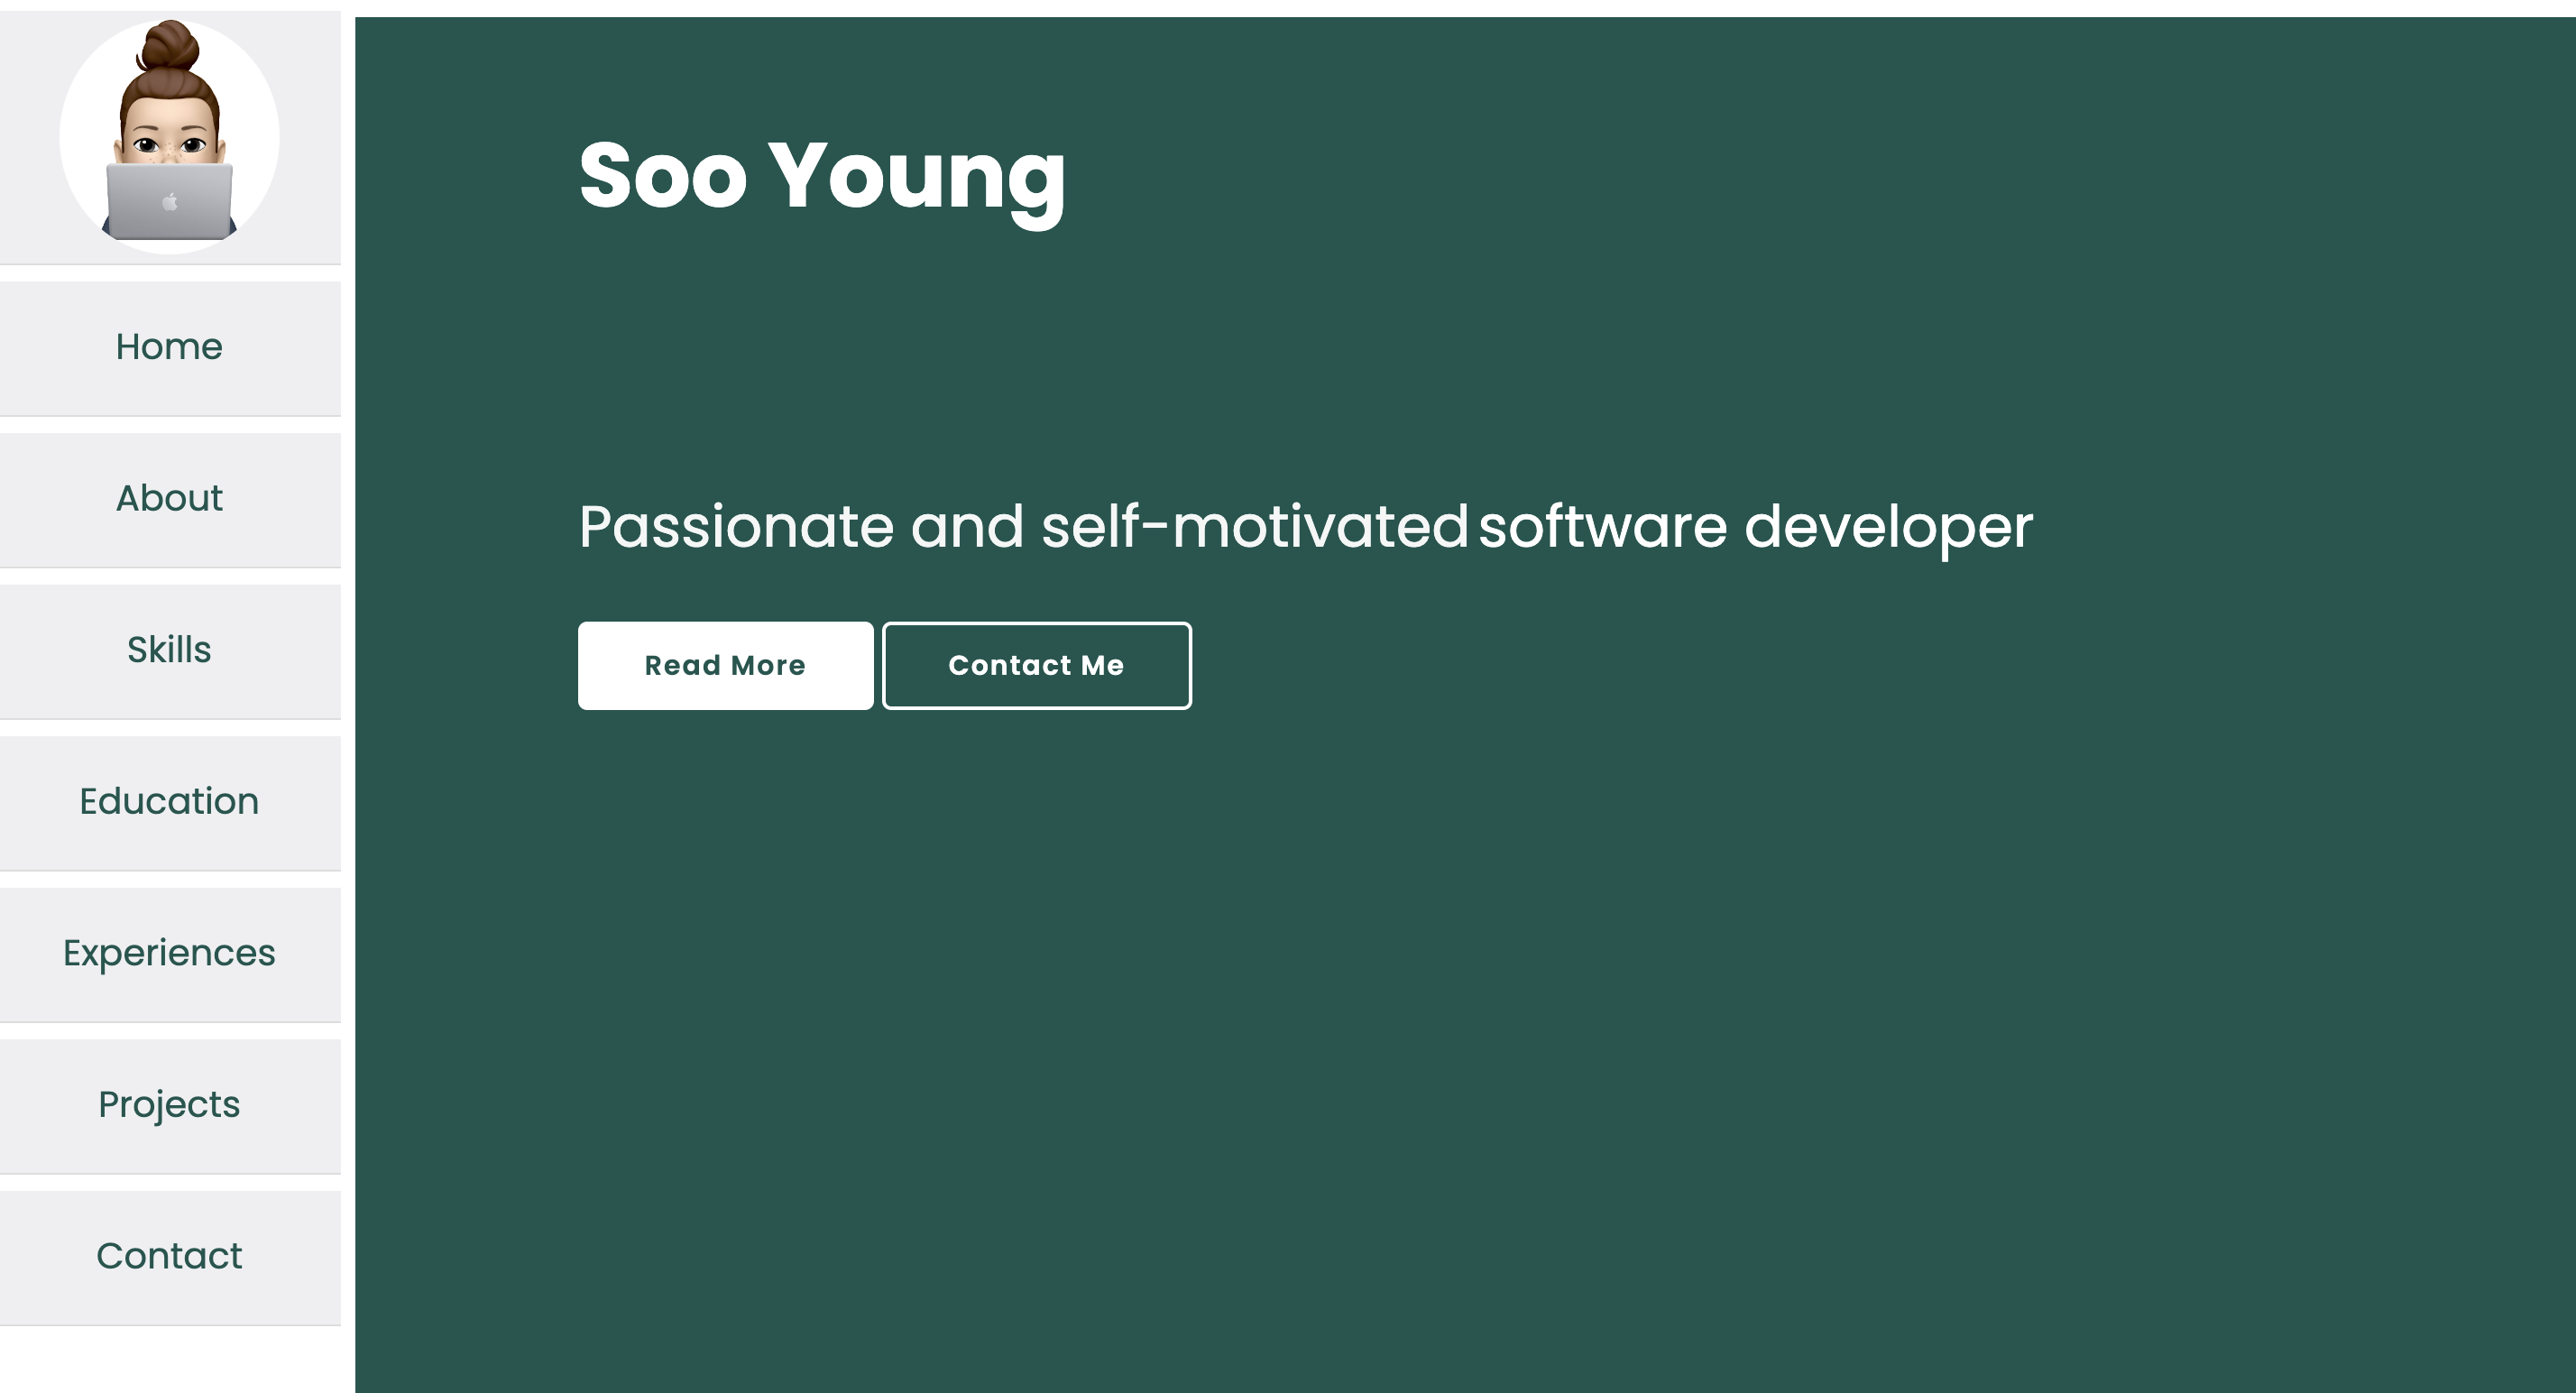 Home
About
Skills
Education
Experiences
Projects
Contact
Soo Young
Passionate and self-motivated software developer
Read More
Contact Me